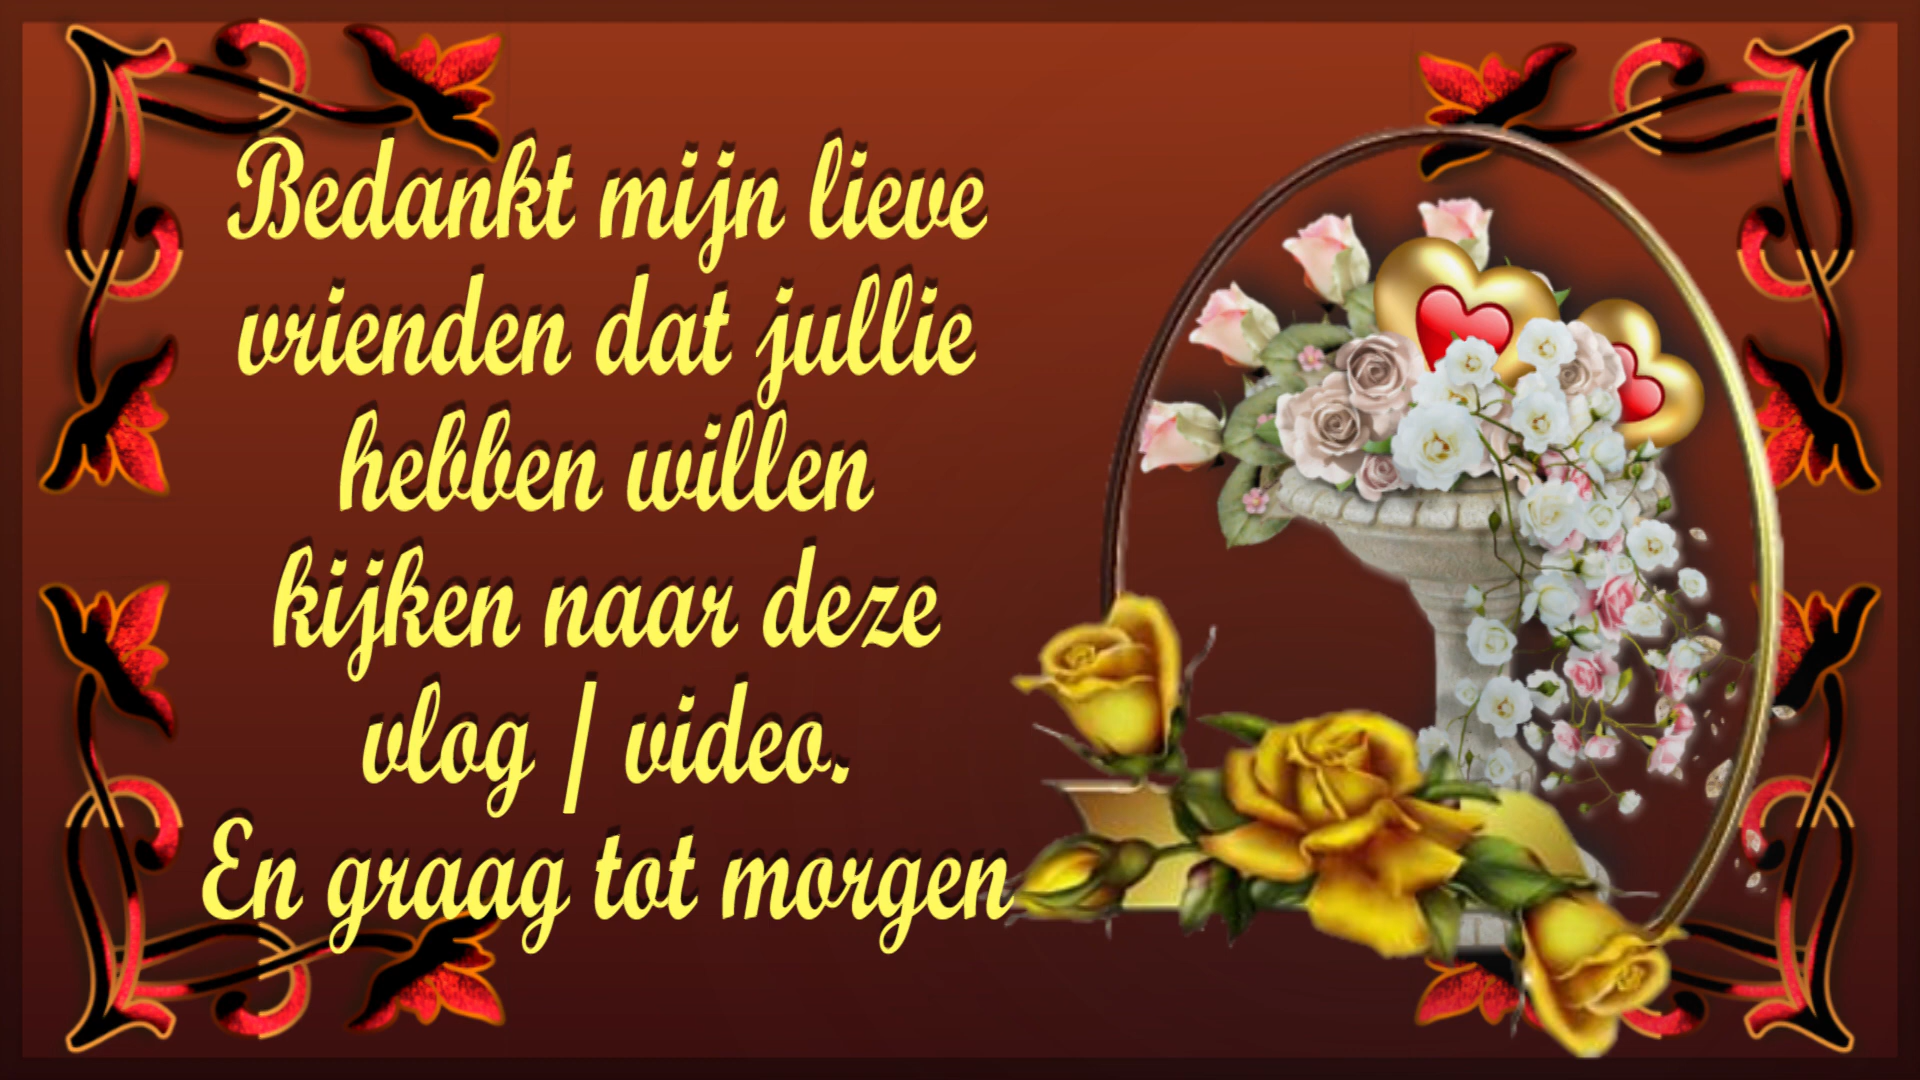 Bedankt mijn lieve
vrienden dat jullie
hebben willen
kijken naar deze
vlog / video.
En graag tot morgen